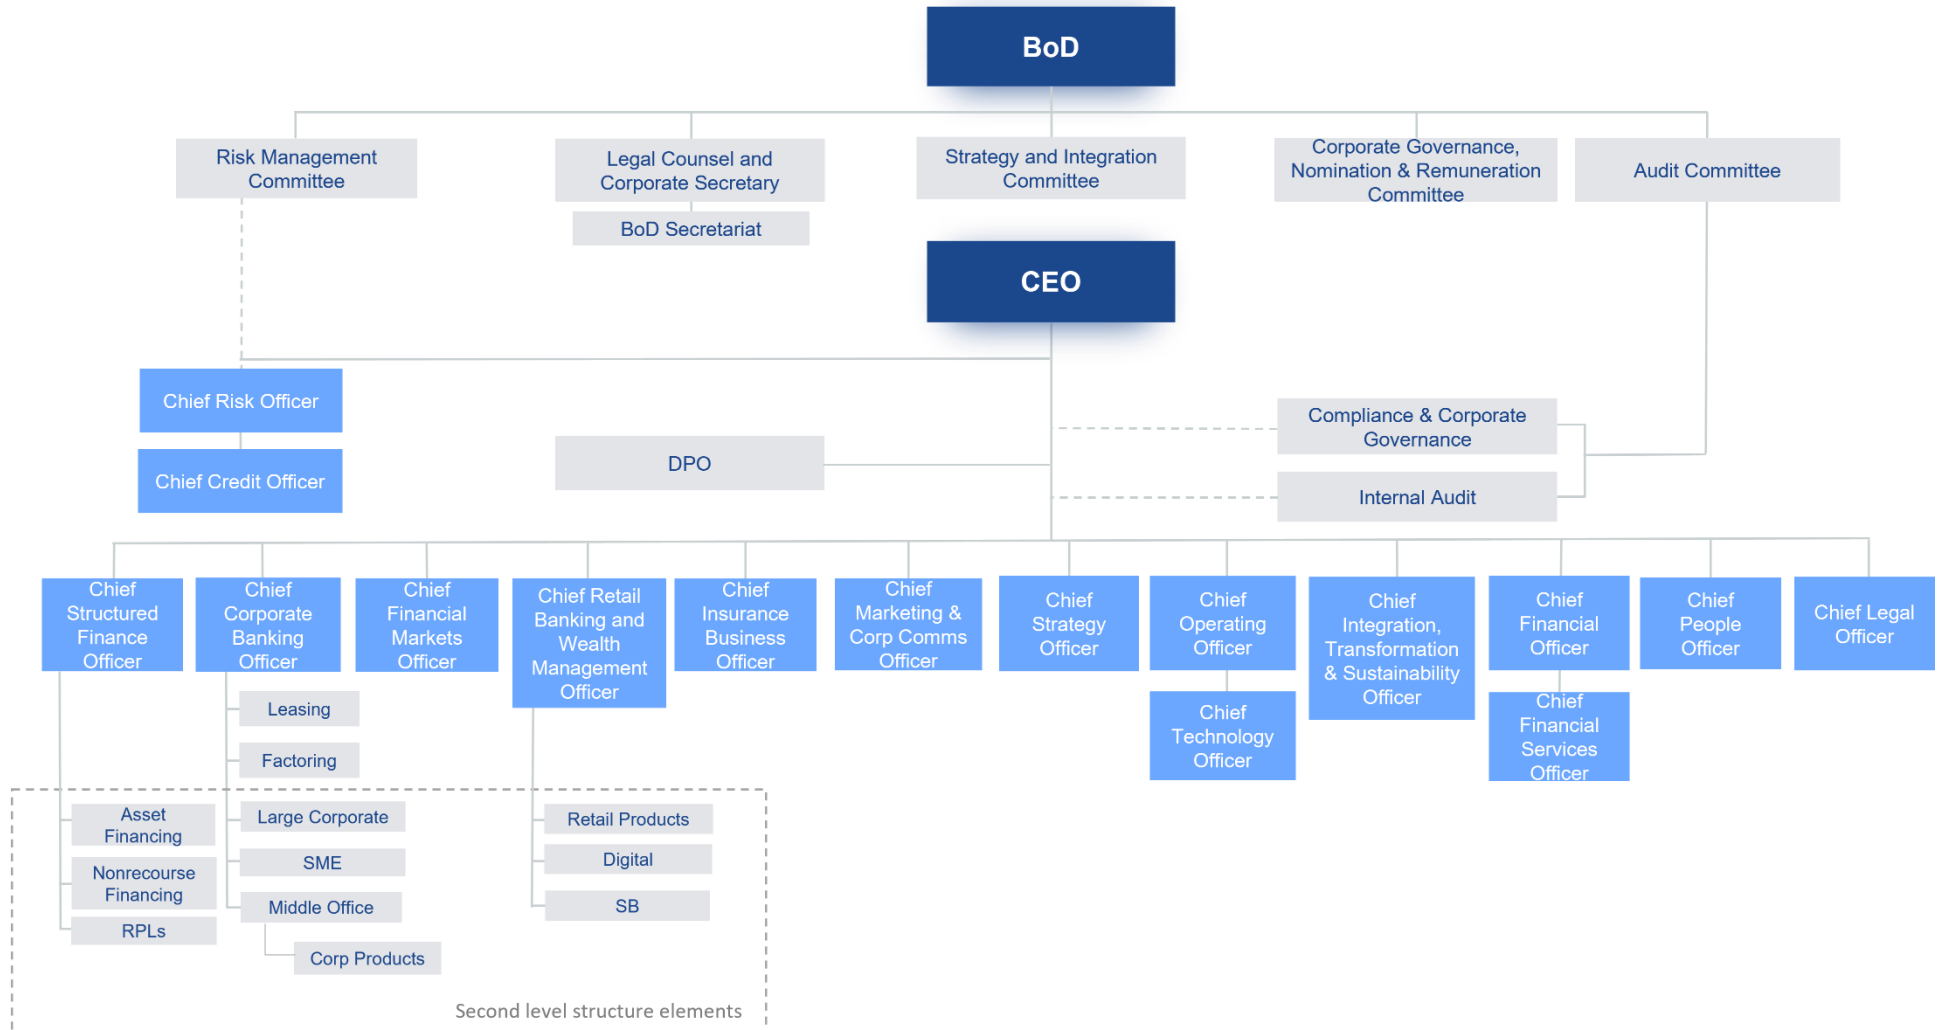 BoD
Risk Management
Committee
Legal Counsel and
Corporate Secretary
Strategy and Integration
Committee
Corporate Governance,
Nomination & Remuneration
Committee
Audit Committee
BoD Secretariat
CEO
Chief Risk Officer
Chief Credit Officer
DPO
Compliance & Corporate
Governance
Internal Audit
Chief
Structured
Finance
Officer
Chief
Corporate
Banking
Officer
Chief
Financial
Markets
Officer
Chief Retail
Banking and
Wealth
Management
Officer
Chief
Insurance
Business
Officer
Chief
Marketing &
Corp Comms
Officer
Chief
Strategy
Officer
Chief
Operating
Officer
Chief
Integration,
Transformation
& Sustainability
Officer
Chief
Financial
Officer
Chief
People
Officer
Chief Legal
Officer
Leasing
Factoring
Chief
Technology
Officer
Chief
Financial
Services
Officer
Asset
Financing
Nonrecourse
Financing
RPLs
Large Corporate
SME
Middle Office
Corp Products
Retail Products
Digital
SB
Second level structure elements